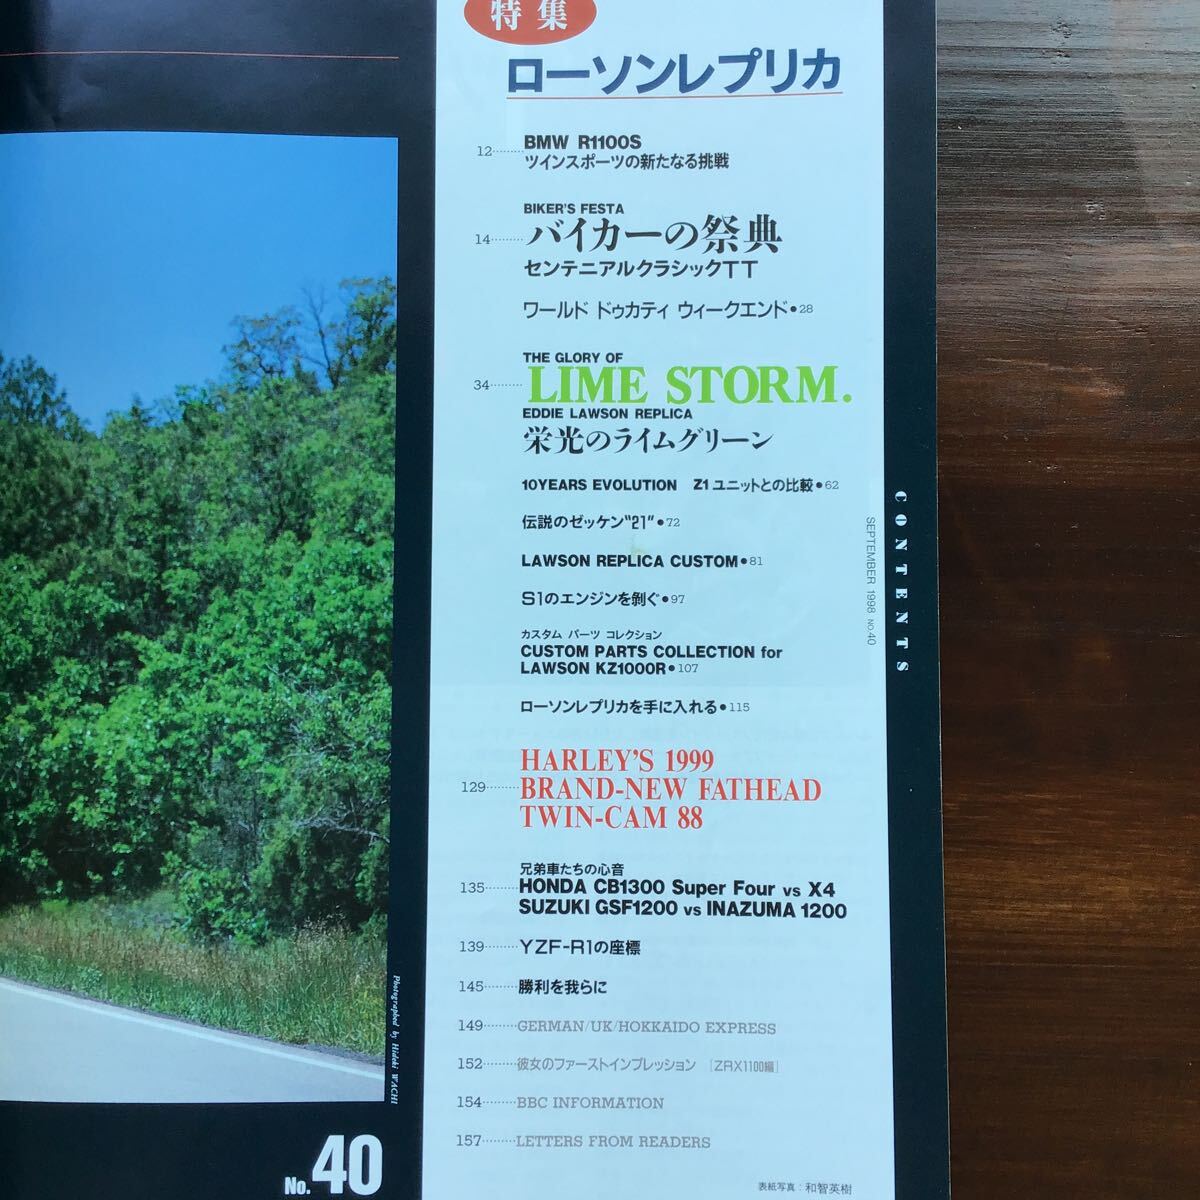 特集
ローソンレプリカ
12 BMW R1100S
ツインスポーツの新たなる挑戦
BIKER'S FESTA
14 バイカーの祭典
センテニアルクラシックTT
ワールド ドゥカティ ウィークエンド•28
THE GLORY OF
34 LIME STORM.
EDDIE LAWSON REPLICA
栄光のライムグリーン
10YEARS EVOLUTION Z1ユニットとの比較•62
伝説のゼッケン"21"•72
LAWSON REPLICA CUSTOM•81
S1のエンジンを剝ぐ•97
カスタム パーツ コレクション
CUSTOM PARTS COLLECTION for
LAWSON KZ1000R•107
ローソンレプリカを手に入れる•115
HARLEY'S 1999
129 BRAND-NEW FATHEAD
TWIN-CAM 88
兄弟車たちの心音
135 HONDA CB1300 Super Four vs X4
SUZUKI GSF1200 vs INAZUMA 1200
139 YZF-R1の座標
145 勝利を我らに
149 GERMAN/UK/HOKKAIDO EXPRESS
152 彼女のファーストインプレッション [ZRX1100編]
154 BBC INFORMATION
157 LETTERS FROM READERS
表紙写真：和智英樹
SEPTEMBER 1998 NO.40
CONTENTS
Photographed by Hideki WACHI
No.40